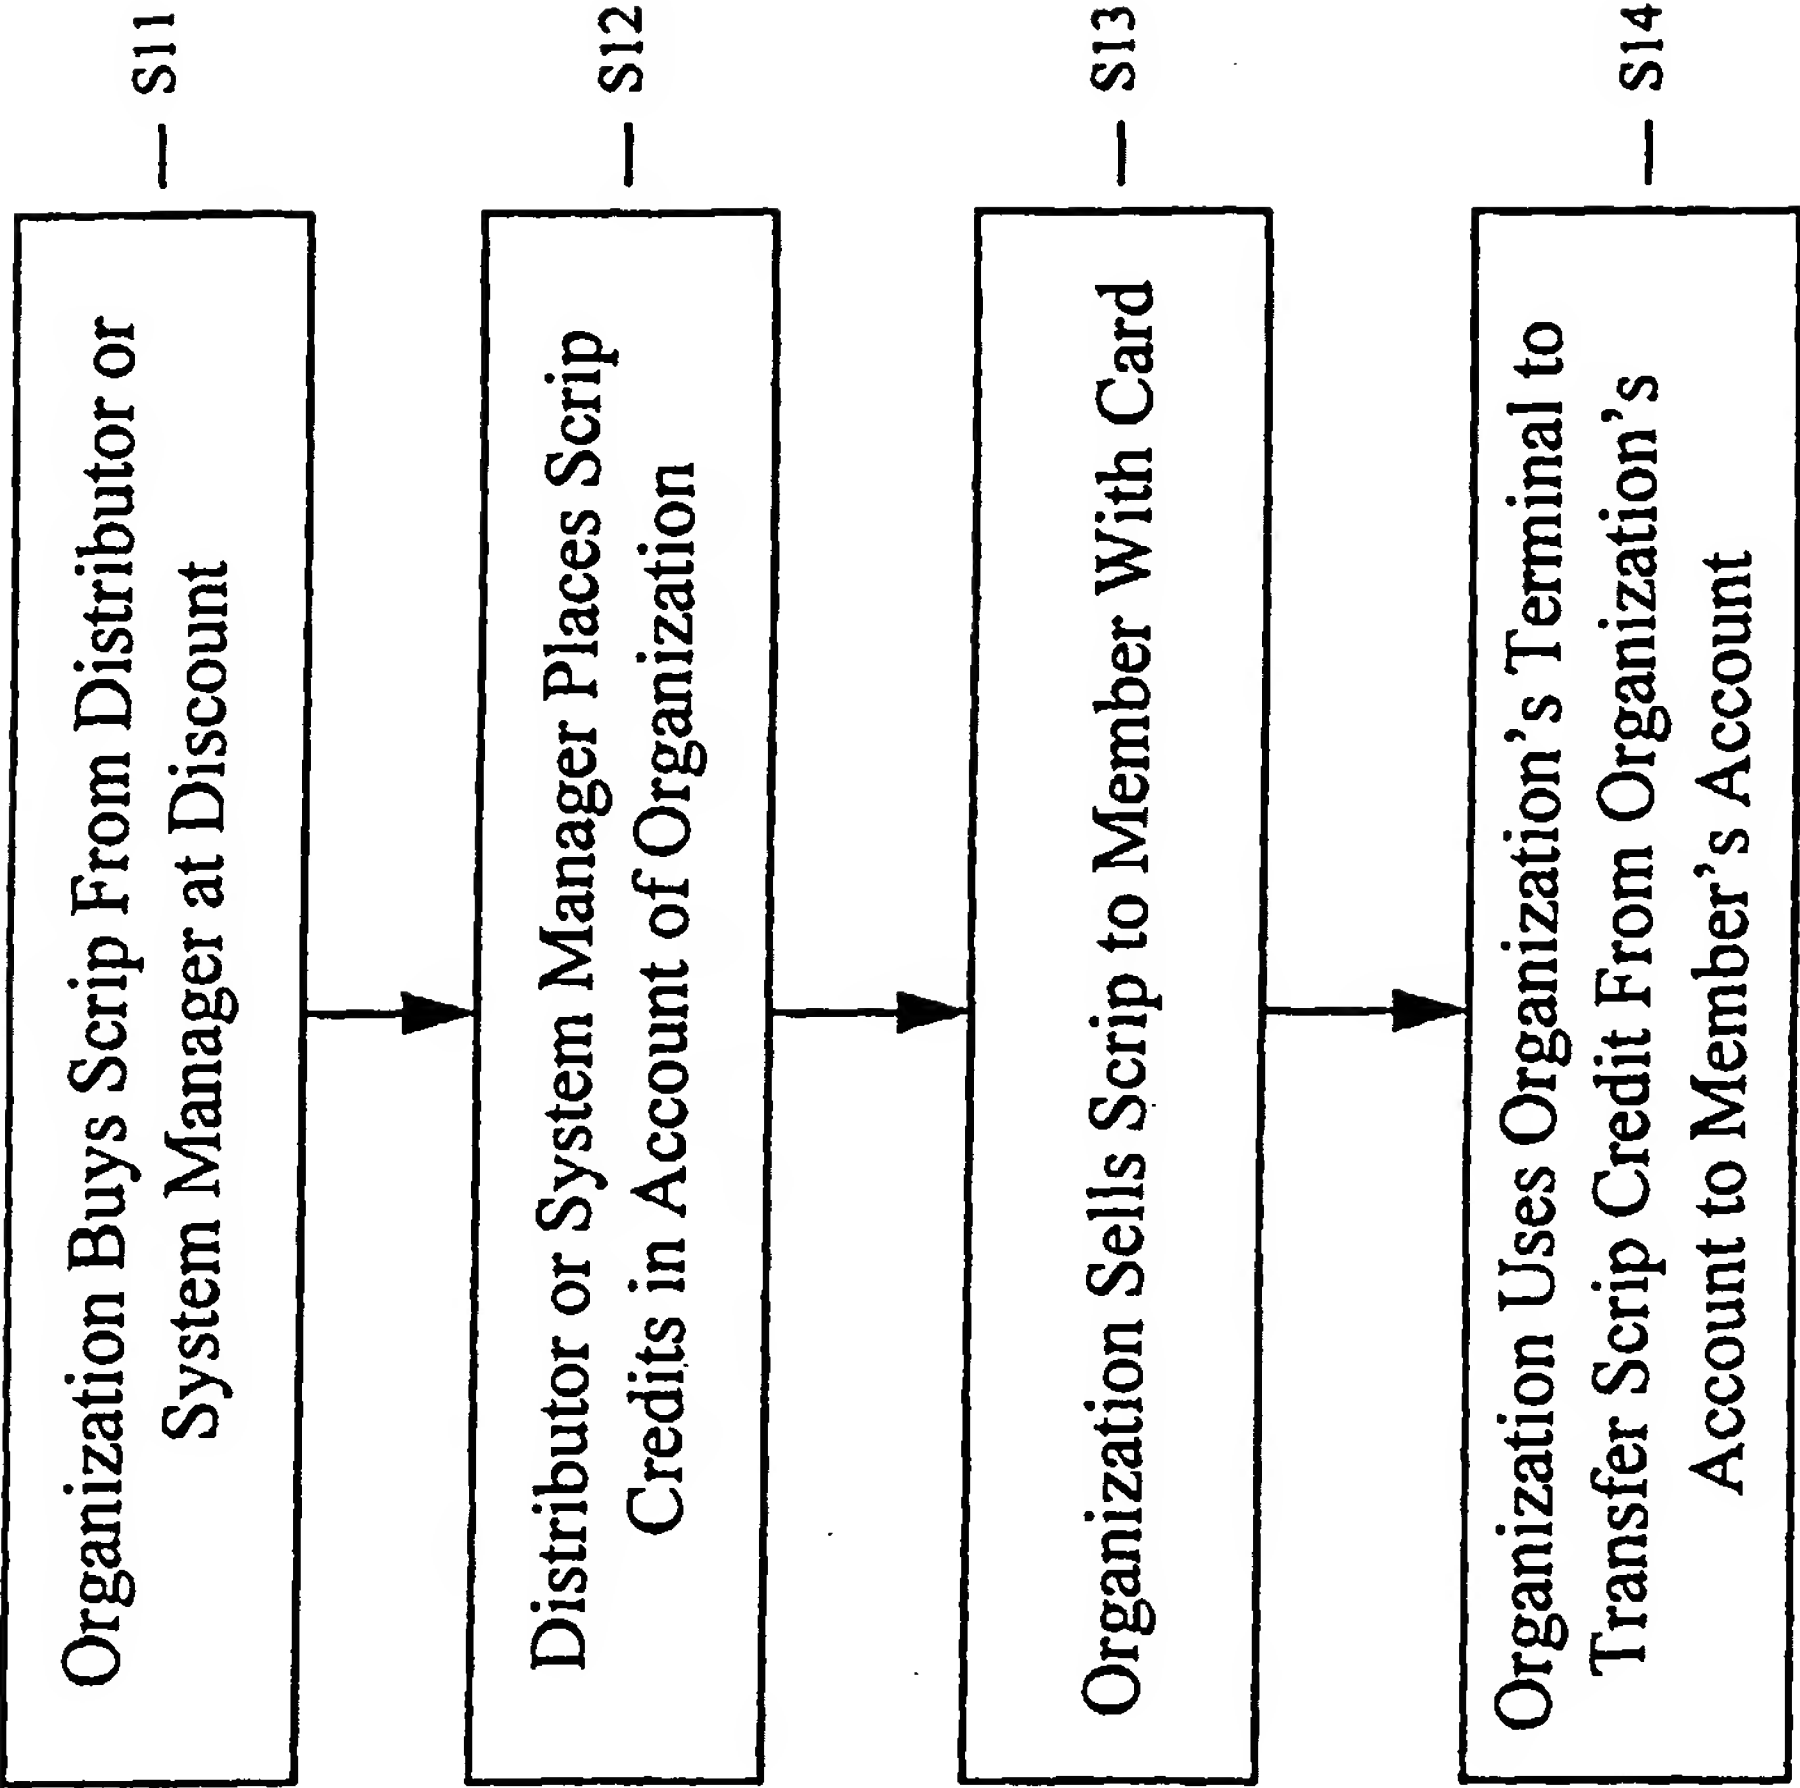 Organization Buys Scrip From Distributor or
System Manager at Discount
S11
Distributor or System Manager Places Scrip
Credits in Account of Organization
S12
Organization Sells Scrip to Member With Card
S13
Organization Uses Organization's Terminal to
Transfer Scrip Credit From Organization's
Account to Member's Account
S14